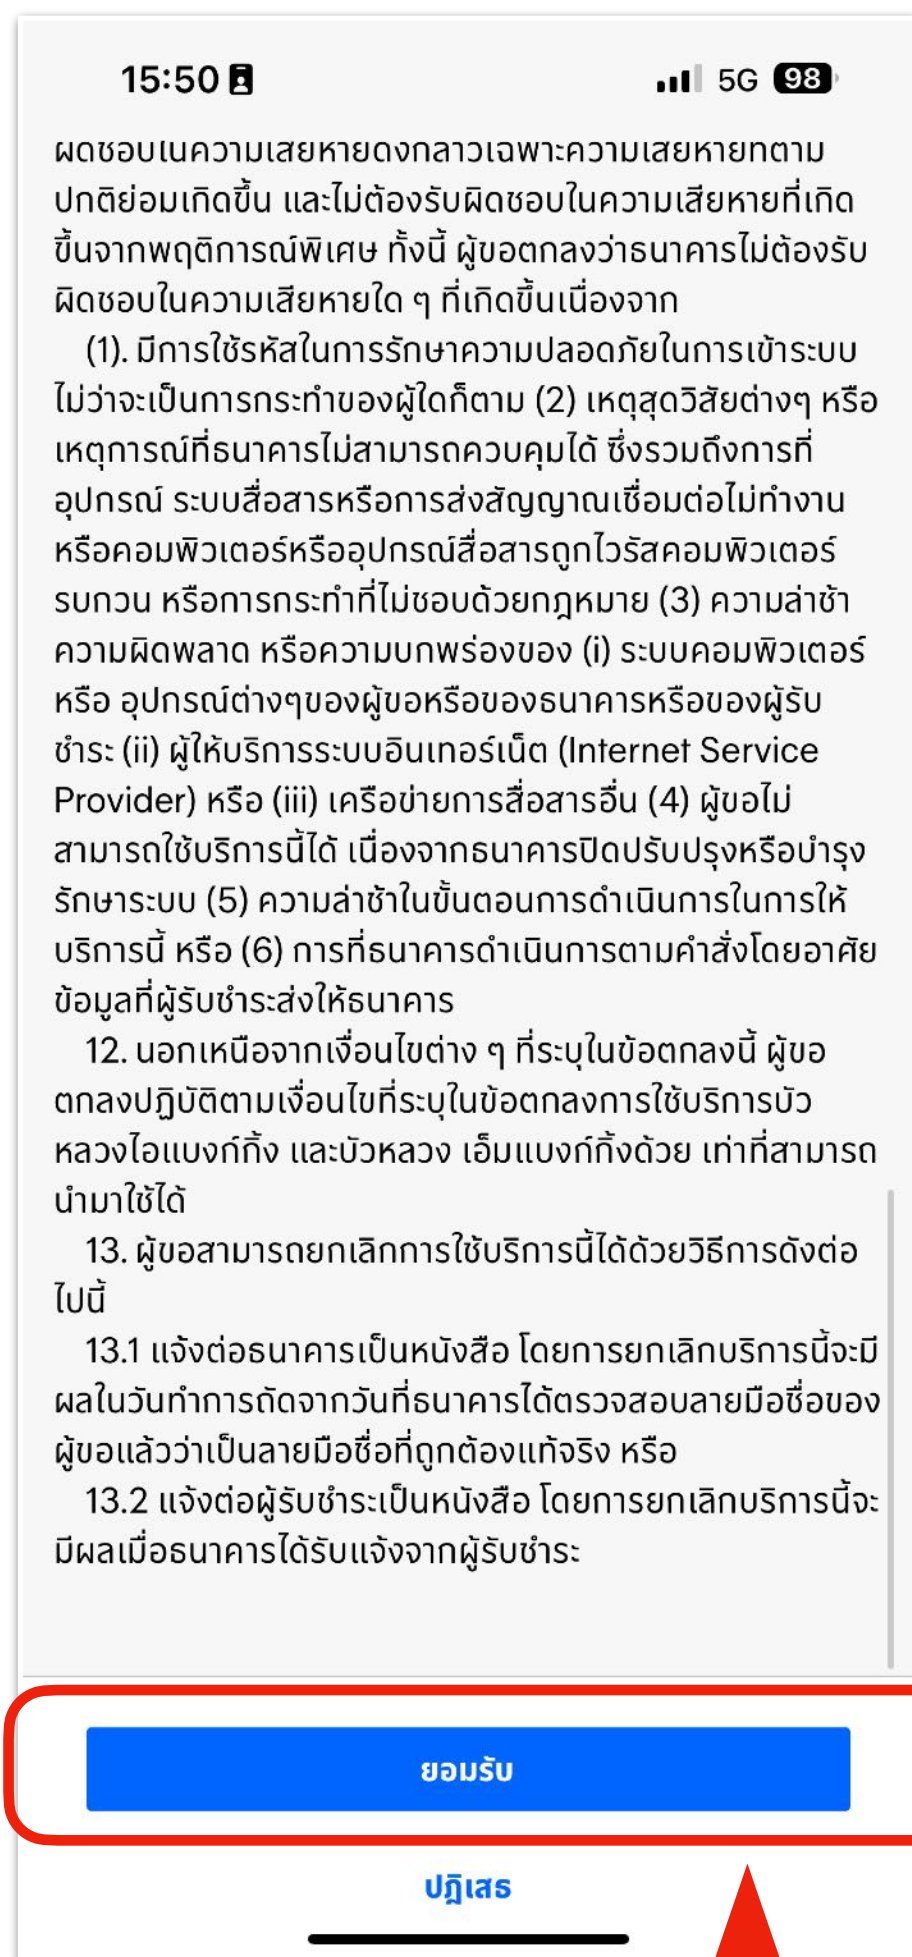 15:50
5G 98
ผิดชอบในความเสียหายดังกล่าวเฉพาะความเสียหายที่ตาม
ปกติย่อมเกิดขึ้น และไม่ต้องรับผิดชอบในความเสียหายที่เกิด
ขึ้นจากพฤติการณ์พิเศษ ทั้งนี้ ผู้ขอตกลงว่าธนาคารไม่ต้องรับ
ผิดชอบในความเสียหายใด ๆ ที่เกิดขึ้นเนื่องจาก
(1). มีการใช้รหัสในการรักษาความปลอดภัยในการเข้าระบบ
ไม่ว่าจะเป็นการกระทำของผู้ใดก็ตาม (2) เหตุสุดวิสัยต่างๆ หรือ
เหตุการณ์ที่ธนาคารไม่สามารถควบคุมได้ ซึ่งรวมถึงการที่
อุปกรณ์ ระบบสื่อสารหรือการส่งสัญญาณเชื่อมต่อไม่ทำงาน
หรือคอมพิวเตอร์หรืออุปกรณ์สื่อสารถูกไวรัสคอมพิวเตอร์
รบกวน หรือการกระทำที่ไม่ชอบด้วยกฎหมาย (3) ความล่าช้า
ความผิดพลาด หรือความบกพร่องของ (i) ระบบคอมพิวเตอร์
หรือ อุปกรณ์ต่างๆของผู้ขอหรือของธนาคารหรือของผู้รับ
ชำระ (ii) ผู้ให้บริการระบบอินเทอร์เน็ต (Internet Service
Provider) หรือ (iii) เครือข่ายการสื่อสารอื่น (4) ผู้ขอไม่
สามารถใช้บริการนี้ได้ เนื่องจากธนาคารปิดปรับปรุงหรือบำรุง
รักษาระบบ (5) ความล่าช้าในขั้นตอนการดำเนินการในการให้
บริการนี้ หรือ (6) การที่ธนาคารดำเนินการตามคำสั่งโดยอาศัย
ข้อมูลที่ผู้รับชำระส่งให้ธนาคาร
12. นอกเหนือจากเงื่อนไขต่าง ๆ ที่ระบุในข้อตกลงนี้ ผู้ขอ
ตกลงปฏิบัติตามเงื่อนไขที่ระบุในข้อตกลงการใช้บริการบัว
หลวงไอแบงก์กิ้ง และบัวหลวง เอ็มแบงก์กิ้งด้วย เท่าที่สามารถ
นำมาใช้ได้
13. ผู้ขอสามารถยกเลิกการใช้บริการนี้ได้ด้วยวิธีการดังต่อ
ไปนี้
13.1 แจ้งต่อธนาคารเป็นหนังสือ โดยการยกเลิกบริการนี้จะมี
ผลในวันทำการถัดจากวันที่ธนาคารได้ตรวจสอบลายมือชื่อของ
ผู้ขอแล้วว่าเป็นลายมือชื่อที่ถูกต้องแท้จริง หรือ
13.2 แจ้งต่อผู้รับชำระเป็นหนังสือ โดยการยกเลิกบริการนี้จะ
มีผลเมื่อธนาคารได้รับแจ้งจากผู้รับชำระ
ยอมรับ
ปฏิเสธ